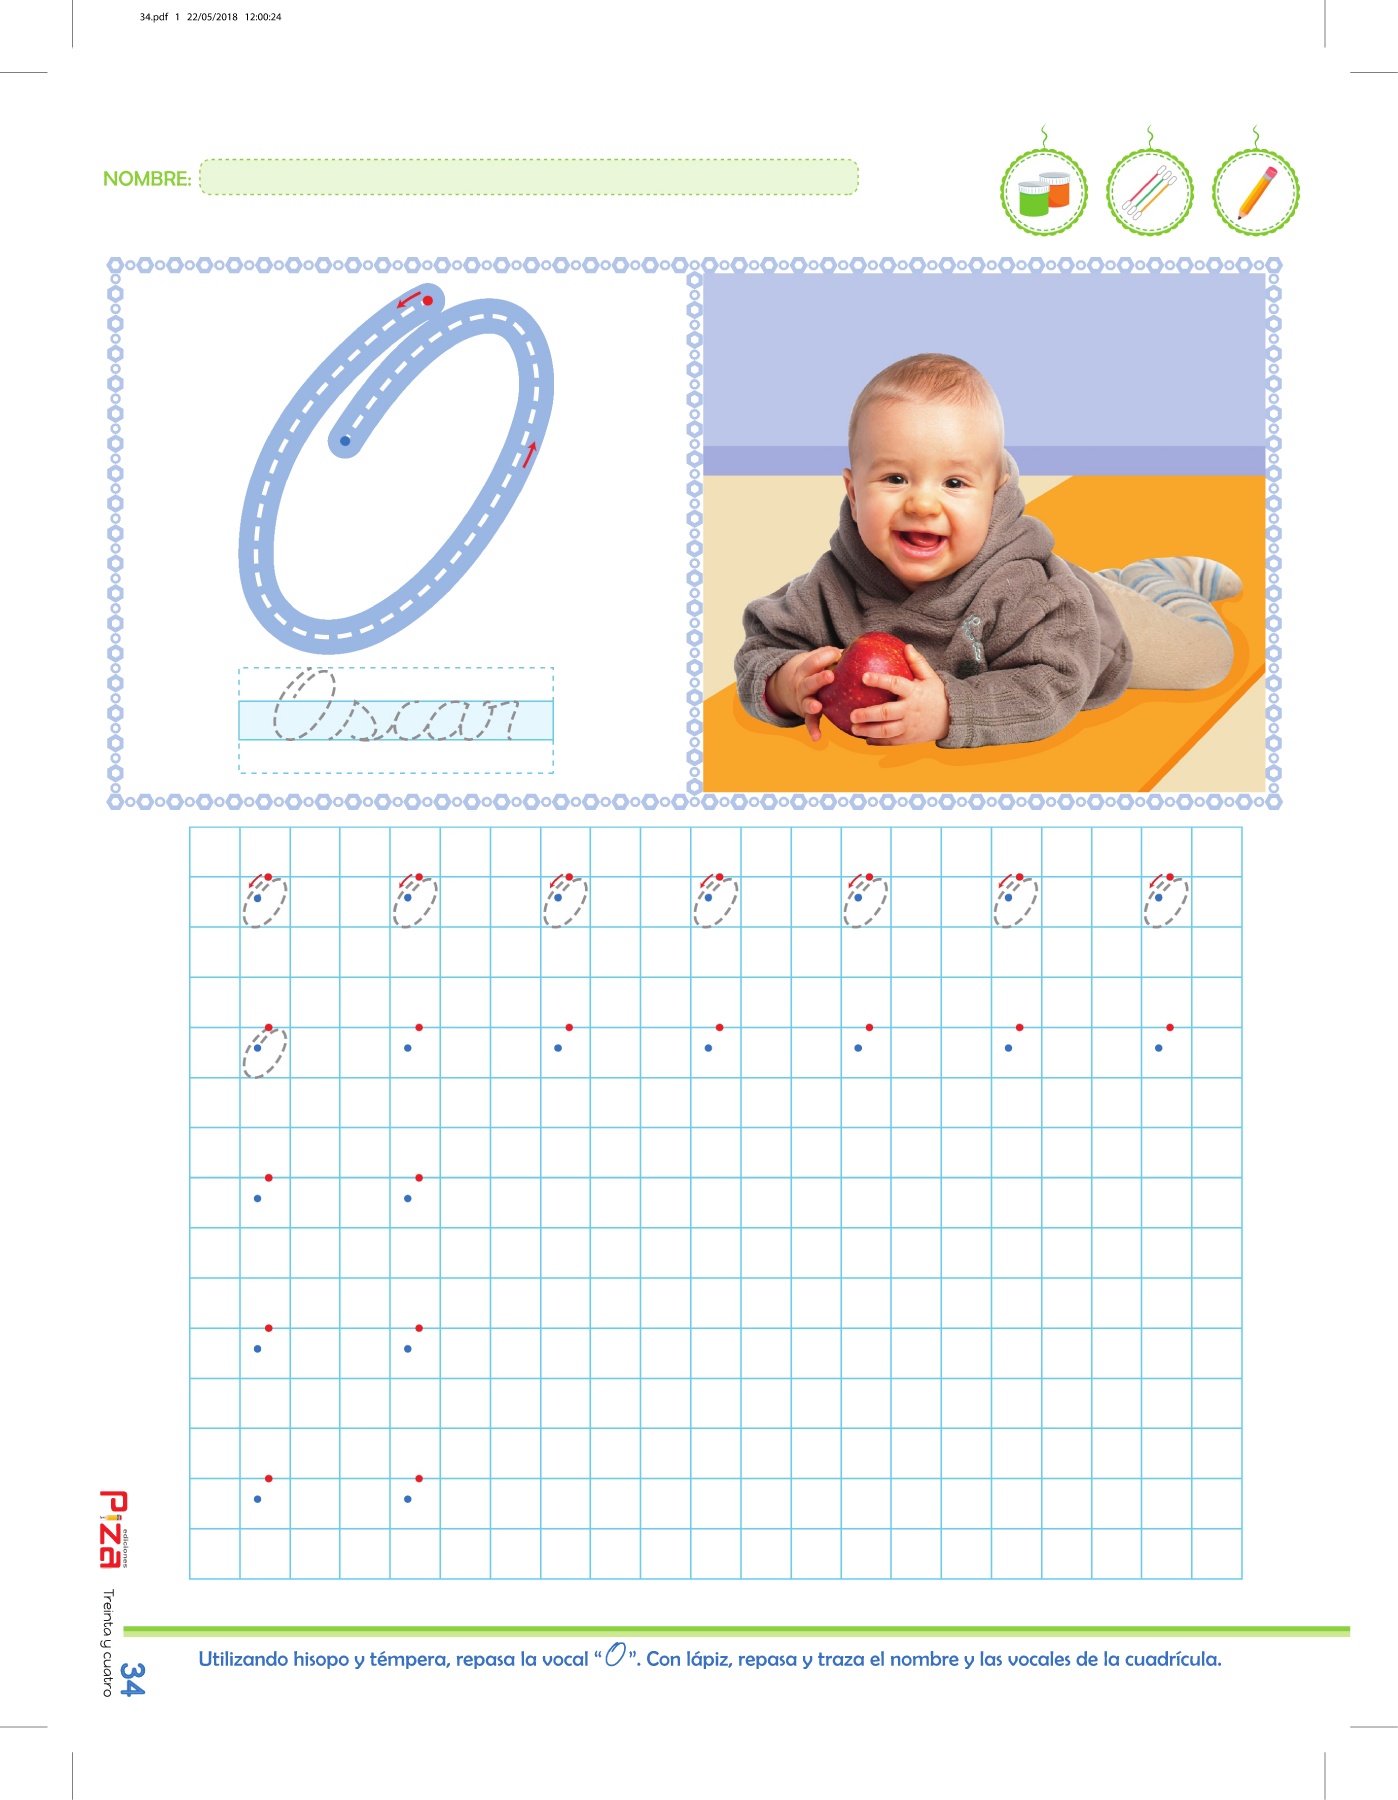 34.pdf 1 22/05/2018 12:00:24
NOMBRE:
O
Oscar
O O O O O O O
O
Piza
ediciones
Treinta y cuatro
34
Utilizando hisopo y témpera, repasa la vocal “O”. Con lápiz, repasa y traza el nombre y las vocales de la cuadrícula.